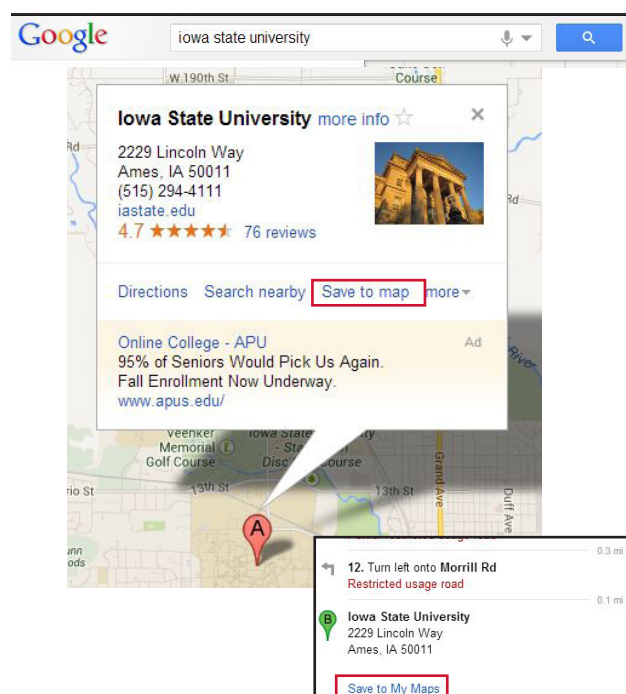 Google
iowa state university
W 190th St
Course
Iowa State University more info
2229 Lincoln Way
Ames, IA 50011
(515) 294-4111
iastate.edu
4.7 76 reviews
Rd
Rd
Directions Search nearby Save to map more
Online College - APU Ad
95% of Seniors Would Pick Us Again.
Fall Enrollment Now Underway.
www.apus.edu/
River
Veenker
Memorial
Golf Course
Iowa State
Disc Course
13th St
13th St
Grand Ave
Duff Ave
rio St
A
12. Turn left onto Morrill Rd
Restricted usage road
0.3 mi
0.1 mi
B
Iowa State University
2229 Lincoln Way
Ames, IA 50011
Save to My Maps